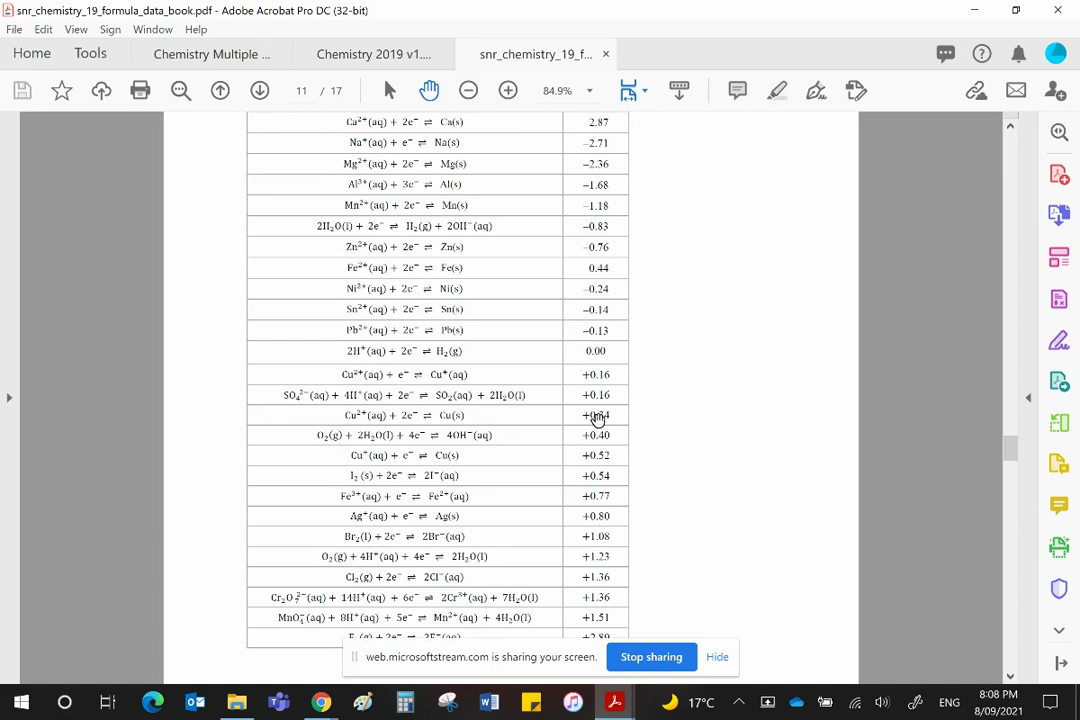 snr_chemistry_19_formula_data_book.pdf - Adobe Acrobat Pro DC (32-bit)
File Edit View Sign Window Help
Home Tools Chemistry Multiple ... Chemistry 2019 v1.... snr_chemistry_19_f... ×
11 / 17 84.9%
Ca²⁺(aq) + 2e⁻ ⇌ Ca(s) 2.87
Na⁺(aq) + e⁻ ⇌ Na(s) −2.71
Mg²⁺(aq) + 2e⁻ ⇌ Mg(s) −2.36
Al³⁺(aq) + 3e⁻ ⇌ Al(s) −1.68
Mn²⁺(aq) + 2e⁻ ⇌ Mn(s) −1.18
2H₂O(l) + 2e⁻ ⇌ H₂(g) + 2OH⁻(aq) −0.83
Zn²⁺(aq) + 2e⁻ ⇌ Zn(s) −0.76
Fe²⁺(aq) + 2e⁻ ⇌ Fe(s) 0.44
Ni²⁺(aq) + 2e⁻ ⇌ Ni(s) −0.24
Sn²⁺(aq) + 2e⁻ ⇌ Sn(s) −0.14
Pb²⁺(aq) + 2e⁻ ⇌ Pb(s) −0.13
2H⁺(aq) + 2e⁻ ⇌ H₂(g) 0.00
Cu²⁺(aq) + e⁻ ⇌ Cu⁺(aq) +0.16
SO₄²⁻(aq) + 4H⁺(aq) + 2e⁻ ⇌ SO₂(aq) + 2H₂O(l) +0.16
Cu²⁺(aq) + 2e⁻ ⇌ Cu(s)
O₂(g) + 2H₂O(l) + 4e⁻ ⇌ 4OH⁻(aq) +0.40
Cu⁺(aq) + e⁻ ⇌ Cu(s) +0.52
I₂ (s) + 2e⁻ ⇌ 2I⁻(aq) +0.54
Fe³⁺(aq) + e⁻ ⇌ Fe²⁺(aq) +0.77
Ag⁺(aq) + e⁻ ⇌ Ag(s) +0.80
Br₂(l) + 2e⁻ ⇌ 2Br⁻(aq) +1.08
O₂(g) + 4H⁺(aq) + 4e⁻ ⇌ 2H₂O(l) +1.23
Cl₂(g) + 2e⁻ ⇌ 2Cl⁻(aq) +1.36
Cr₂O₇²⁻(aq) + 14H⁺(aq) + 6e⁻ ⇌ 2Cr³⁺(aq) + 7H₂O(l) +1.36
MnO₄⁻(aq) + 8H⁺(aq) + 5e⁻ ⇌ Mn²⁺(aq) + 4H₂O(l) +1.51
web.microsoftstream.com is sharing your screen. Stop sharing Hide
17°C ENG 8:08 PM
8/09/2021